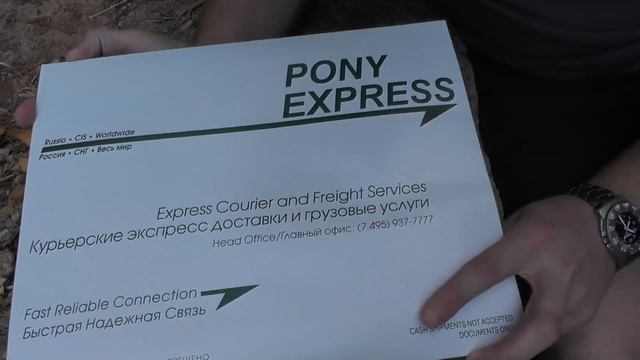 PONY
EXPRESS
Russia • CIS • Worldwide
Россия • СНГ • Весь мир
Express Courier and Freight Services
Курьерские экспресс доставки и грузовые услуги
Head Office/Главный офис: (7 495) 937-7777
Fast Reliable Connection
Быстрая Надежная Связь
CASH SHIPMENTS NOT ACCEPTED
DOCUMENTS ONLY